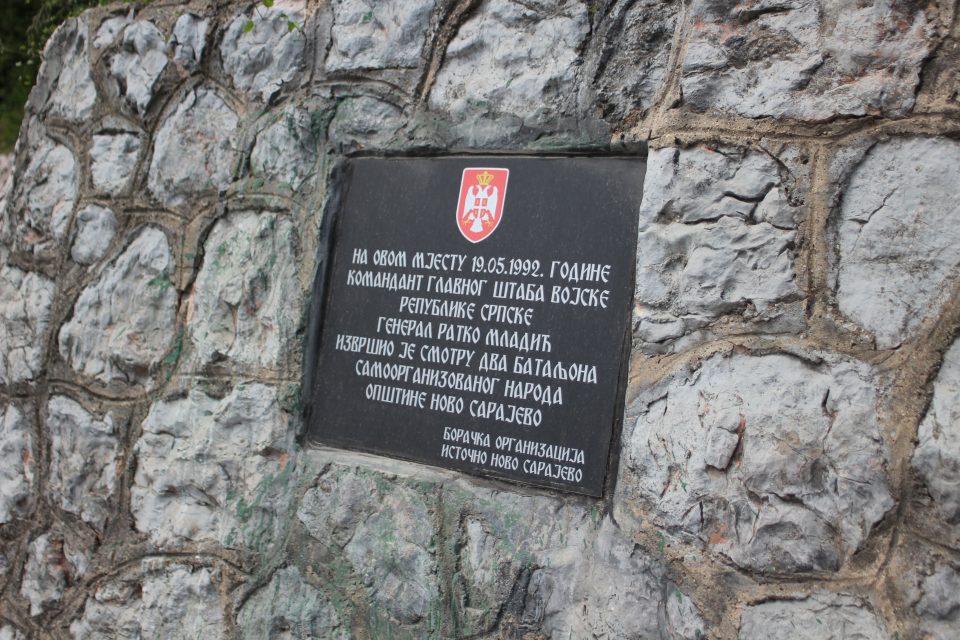 НА ОВОМ МЈЕСТУ 19.05.1992. ГОДИНЕ
КОМАНДАНТ ГЛАВНОГ ШТАБА ВОЈСКЕ
РЕПУБЛИКЕ СРПСКЕ
ГЕНЕРАЛ РАТКО МЛАДИЋ
ИЗВРШИО ЈЕ СМОТРУ ДВА БАТАЉОНА
САМООРГАНИЗОВАНОГ НАРОДА
ОПШТИНЕ НОВО САРАЈЕВО
БОРАЧКА ОРГАНИЗАЦИЈА
ИСТОЧНО НОВО САРАЈЕВО